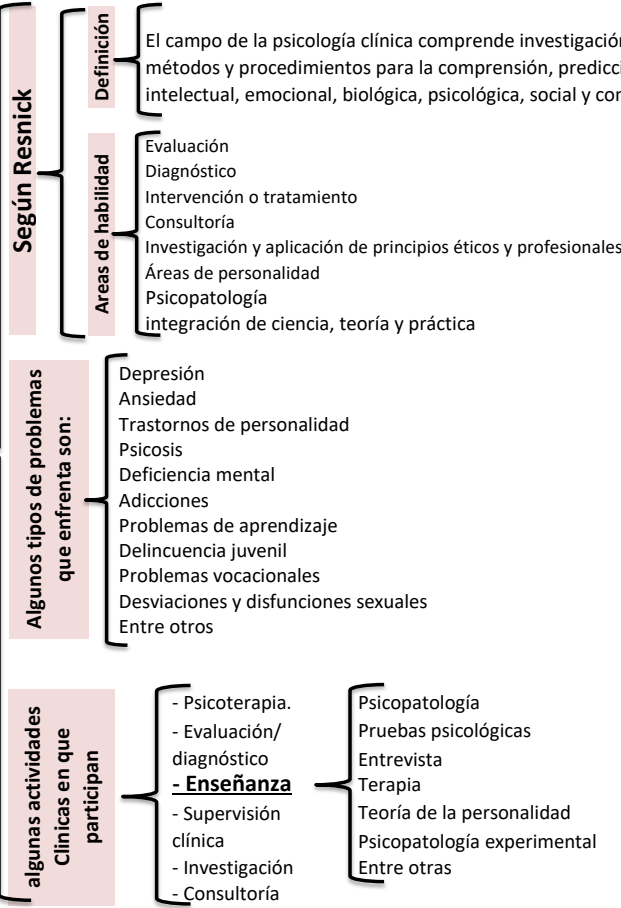 Según Resnick
Definición
El campo de la psicología clínica comprende investigación
métodos y procedimientos para la comprensión,
intelectual, emocional, biológica, psicológica, social y
Areas de habilidad
Evaluación
Diagnóstico
Intervención o tratamiento
Consultoría
Investigación y aplicación de principios éticos y profesionales
Áreas de personalidad
Psicopatología
integración de ciencia, teoría y práctica
Algunos tipos de problemas
que enfrenta son:
Depresión
Ansiedad
Trastornos de personalidad
Psicosis
Deficiencia mental
Adicciones
Problemas de aprendizaje
Delincuencia juvenil
Problemas vocacionales
Desviaciones y disfunciones sexuales
Entre otros
algunas actividades
Clínicas en que
participan
- Psicoterapia.
- Evaluación/
diagnóstico
- Enseñanza
- Supervisión
clínica
- Investigación
- Consultoría
Psicopatología
Pruebas psicológicas
Entrevista
Terapia
Teoría de la personalidad
Psicopatología experimental
Entre otras